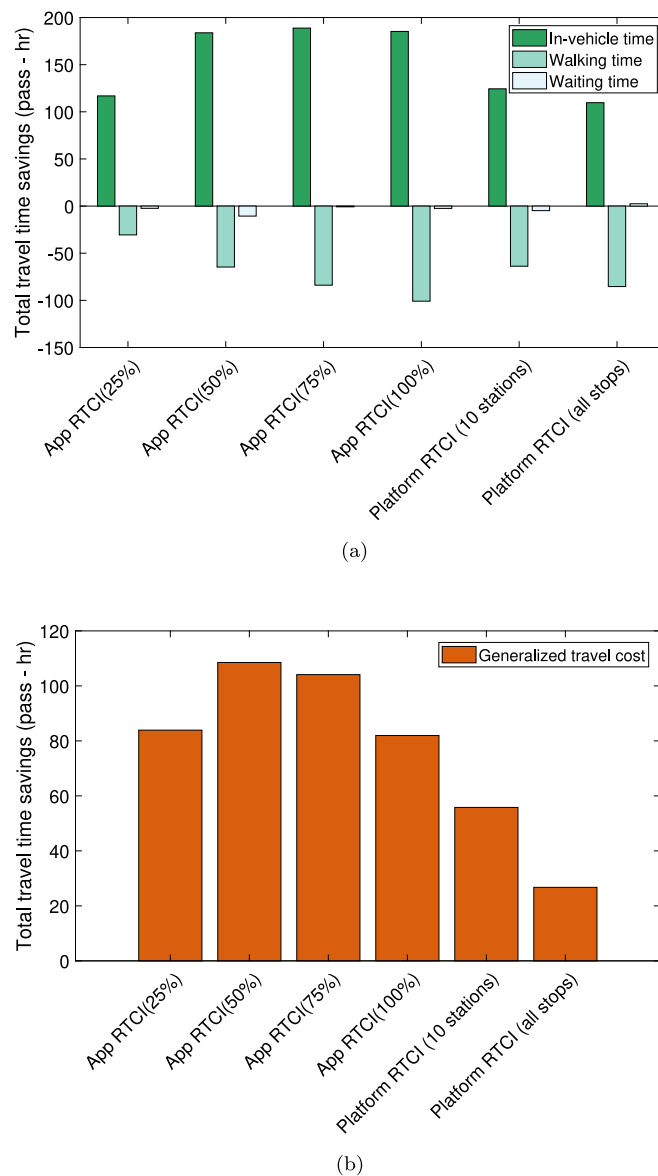 Total travel time savings (pass - hr)
200
150
100
50
0
-50
-100
-150
In-vehicle time
Walking time
Waiting time
App RTCI(25%)
App RTCI(50%)
App RTCI(75%)
App RTCI(100%)
Platform RTCI (10 stations)
Platform RTCI (all stops)
(a)
Total travel time savings (pass - hr)
120
100
80
60
40
20
0
Generalized travel cost
App RTCI(25%)
App RTCI(50%)
App RTCI(75%)
App RTCI(100%)
Platform RTCI (10 stations)
Platform RTCI (all stops)
(b)